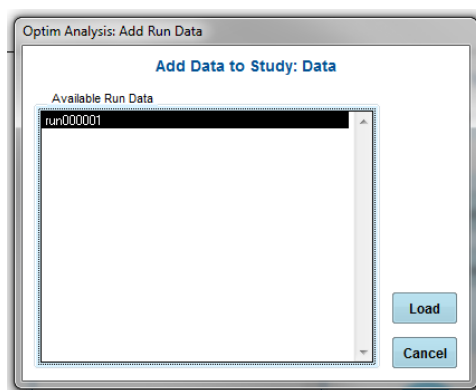 Optim Analysis: Add Run Data
Add Data to Study: Data
Available Run Data
run000001
Load
Cancel